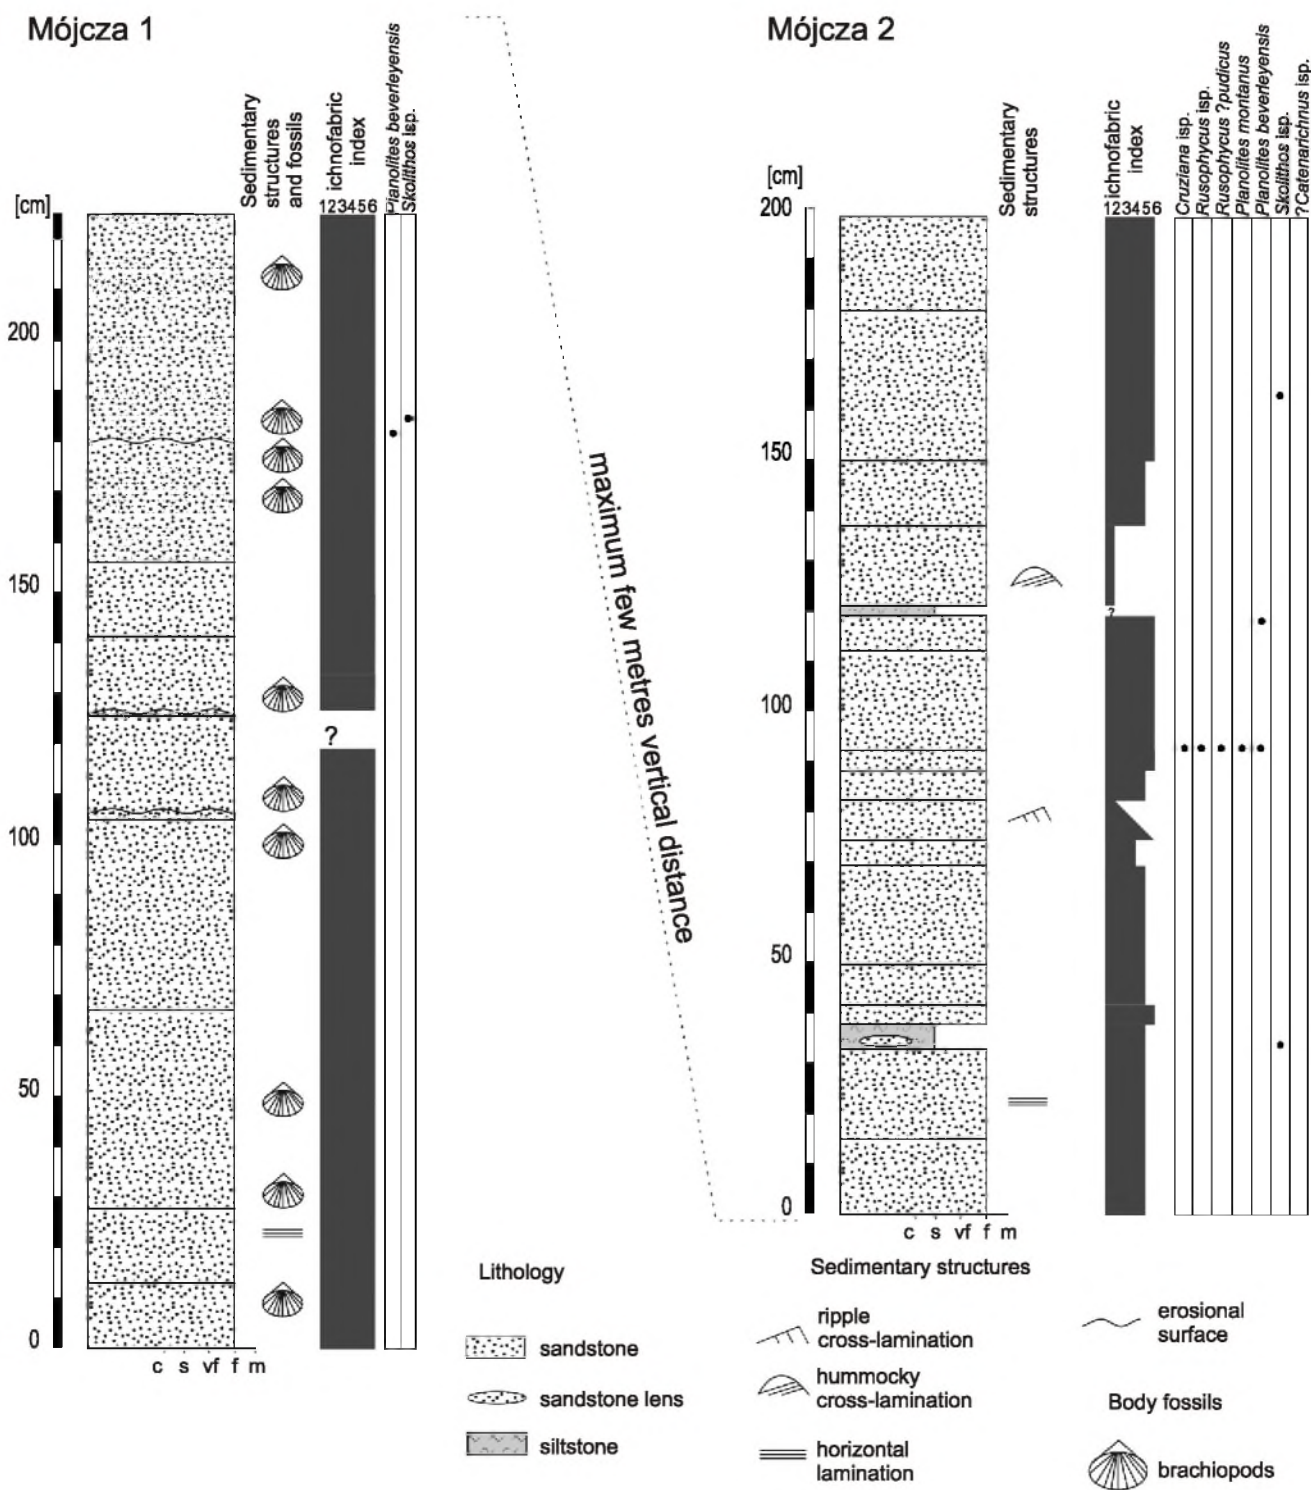 Mójcza 1
Sedimentary
structures
and fossils
ichnofabric
index
Planolites beverleyensis
Skolithos isp.
[cm]
123456
200
150
?
100
50
0
c s vf f m
maximum few metres vertical distance
Mójcza 2
Sedimentary
structures
ichnofabric
index
Cruziana isp.
Rusophycus isp.
Rusophycus ?pudicus
Planolites montanus
Planolites beverleyensis
Skolithos isp.
?Catenarichnus isp.
[cm]
123456
200
150
?
100
50
0
c s vf f m
Lithology
sandstone
sandstone lens
siltstone
Sedimentary structures
ripple
cross-lamination
hummocky
cross-lamination
horizontal
lamination
erosional
surface
Body fossils
brachiopods